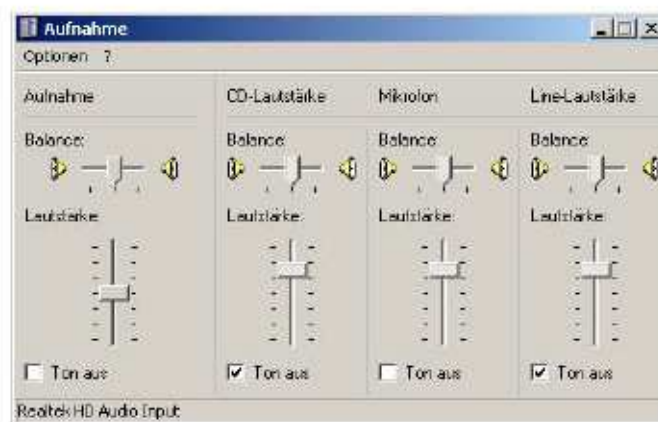 Aufnahme
Optionen ?
Aufnahme CD-Lautstärke Mikrofon Line-Lautstärke
Balance: Balance: Balance: Balance:
Lautstärke: Lautstärke: Lautstärke: Lautstärke:
Ton aus Ton aus Ton aus Ton aus
Realtek HD Audio Input